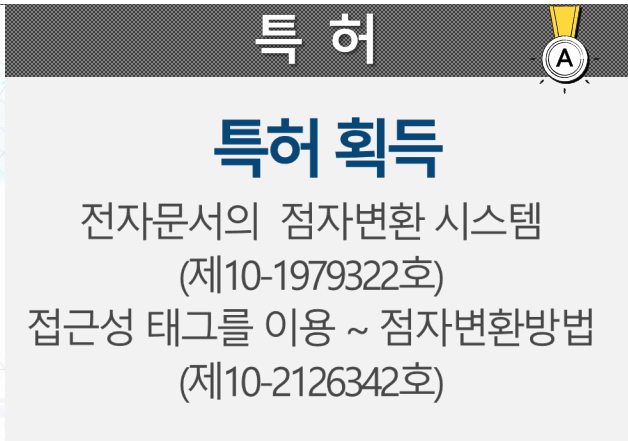 특 허
A
특허 획득
전자문서의 점자변환 시스템
(제10-1979322호)
접근성 태그를 이용 ~ 점자변환방법
(제10-2126342호)